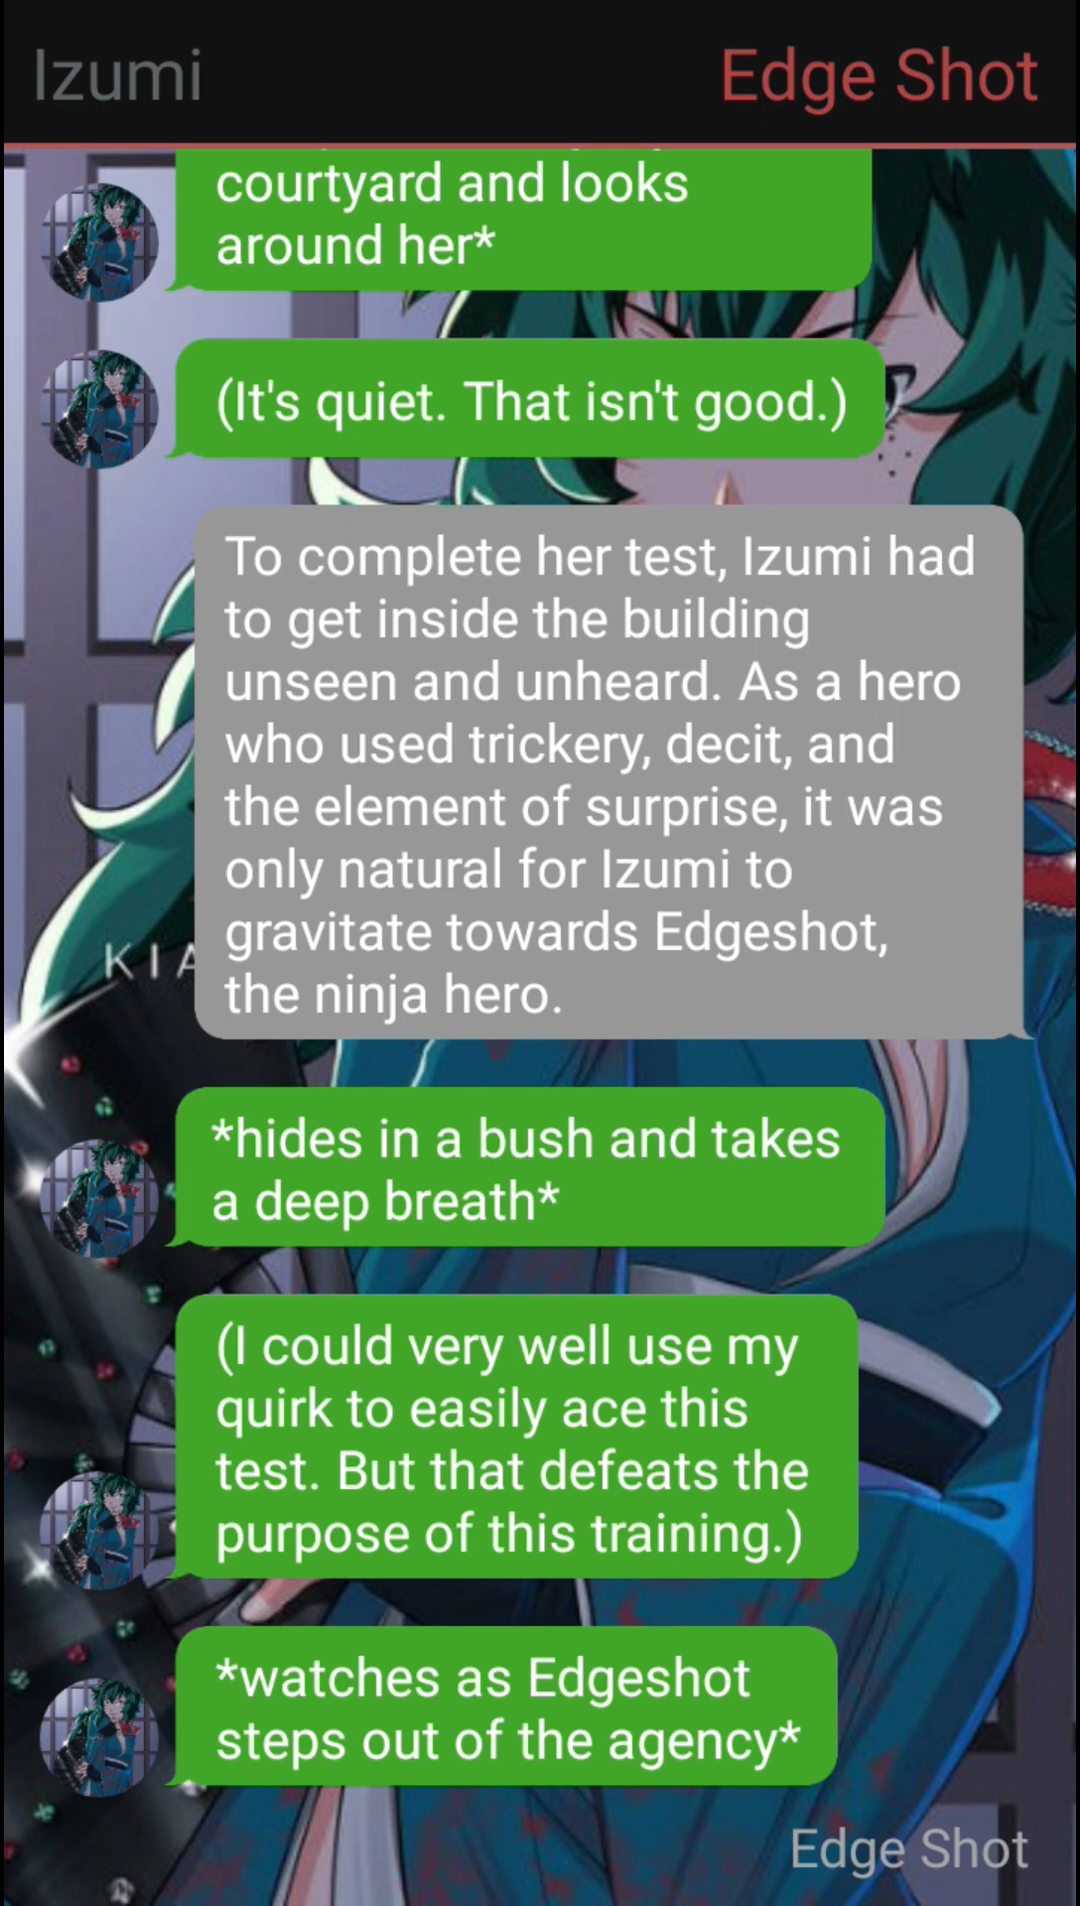 Izumi
Edge Shot
courtyard and looks
around her*
(It's quiet. That isn't good.)
To complete her test, Izumi had
to get inside the building
unseen and unheard. As a hero
who used trickery, decit, and
the element of surprise, it was
only natural for Izumi to
gravitate towards Edgeshot,
the ninja hero.
KIA
*hides in a bush and takes
a deep breath*
(I could very well use my
quirk to easily ace this
test. But that defeats the
purpose of this training.)
*watches as Edgeshot
steps out of the agency*
Edge Shot